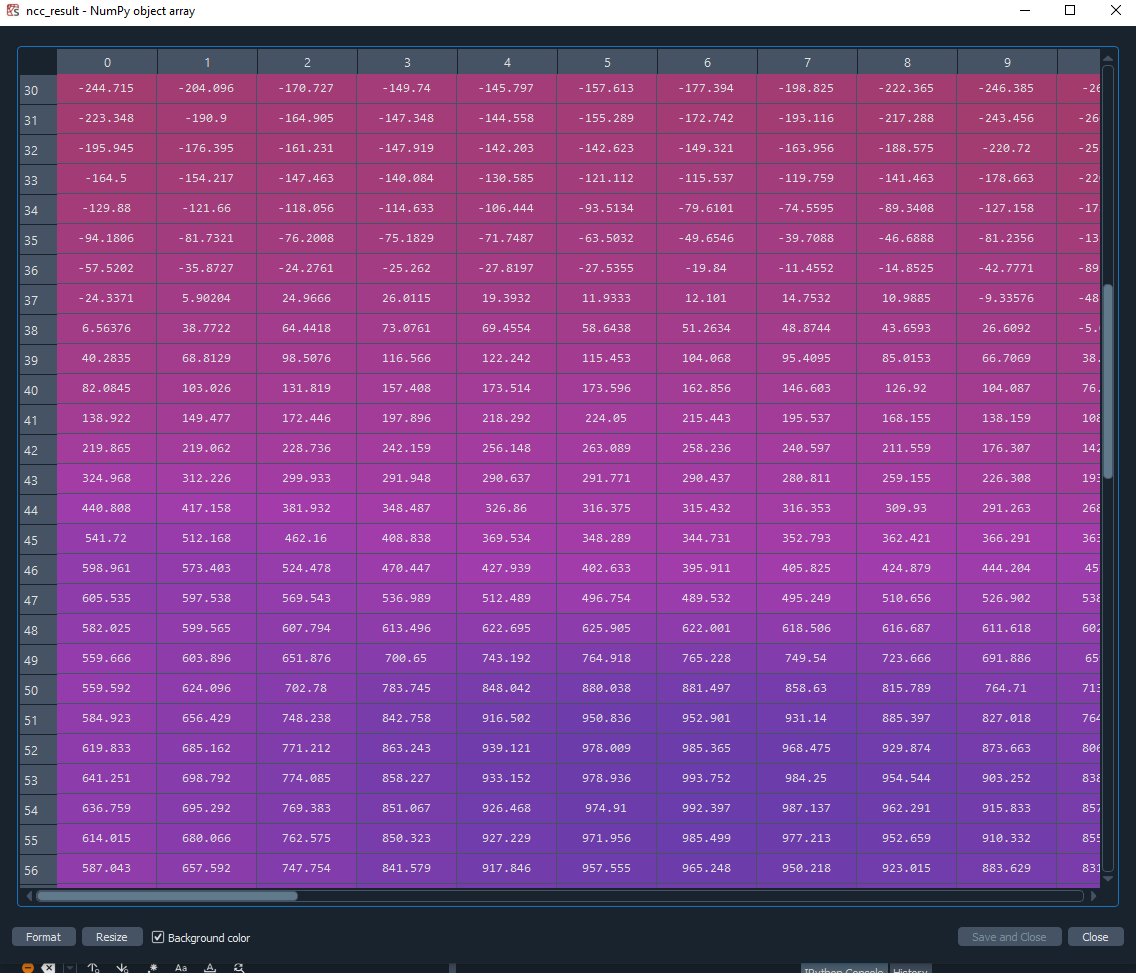 ncc_result - NumPy object array
0 1 2 3 4 5 6 7 8 9
30 -244.715 -204.096 -170.727 -149.74 -145.797 -157.613 -177.394 -198.825 -222.365 -246.385 -26
31 -223.348 -190.9 -164.905 -147.348 -144.558 -155.289 -172.742 -193.116 -217.288 -243.456 -26
32 -195.945 -176.395 -161.231 -147.919 -142.203 -142.623 -149.321 -163.956 -188.575 -220.72 -25
33 -164.5 -154.217 -147.463 -140.084 -130.585 -121.112 -115.537 -119.759 -141.463 -178.663 -22
34 -129.88 -121.66 -118.056 -114.633 -106.444 -93.5134 -79.6101 -74.5595 -89.3408 -127.158 -17
35 -94.1806 -81.7321 -76.2008 -75.1829 -71.7487 -63.5032 -49.6546 -39.7088 -46.6888 -81.2356 -13
36 -57.5202 -35.8727 -24.2761 -25.262 -27.8197 -27.5355 -19.84 -11.4552 -14.8525 -42.7771 -89
37 -24.3371 5.90204 24.9666 26.0115 19.3932 11.9333 12.101 14.7532 10.9885 -9.33576 -48
38 6.56376 38.7722 64.4418 73.0761 69.4554 58.6438 51.2634 48.8744 43.6593 26.6092 -5.
39 40.2835 68.8129 98.5076 116.566 122.242 115.453 104.068 95.4095 85.0153 66.7069 38.
40 82.0845 103.026 131.819 157.408 173.514 173.596 162.856 146.603 126.92 104.087 76.
41 138.922 149.477 172.446 197.896 218.292 224.05 215.443 195.537 168.155 138.159 108
42 219.865 219.062 228.736 242.159 256.148 263.089 258.236 240.597 211.559 176.307 142
43 324.968 312.226 299.933 291.948 290.637 291.771 290.437 280.811 259.155 226.308 193
44 440.808 417.158 381.932 348.487 326.86 316.375 315.432 316.353 309.93 291.263 268
45 541.72 512.168 462.16 408.838 369.534 348.289 344.731 352.793 362.421 366.291 363
46 598.961 573.403 524.478 470.447 427.939 402.633 395.911 405.825 424.879 444.204 45
47 605.535 597.538 569.543 536.989 512.489 496.754 489.532 495.249 510.656 526.902 538
48 582.025 599.565 607.794 613.496 622.695 625.905 622.001 618.506 616.687 611.618 602
49 559.666 603.896 651.876 700.65 743.192 764.918 765.228 749.54 723.666 691.886 65
50 559.592 624.096 702.78 783.745 848.042 880.038 881.497 858.63 815.789 764.71 713
51 584.923 656.429 748.238 842.758 916.502 950.836 952.901 931.14 885.397 827.018 764
52 619.833 685.162 771.212 863.243 939.121 978.009 985.365 968.475 929.874 873.663 806
53 641.251 698.792 774.085 858.227 933.152 978.936 993.752 984.25 954.544 903.252 838
54 636.759 695.292 769.383 851.067 926.468 974.91 992.397 987.137 962.291 915.833 857
55 614.015 680.066 762.575 850.323 927.229 971.956 985.499 977.213 952.659 910.332 855
56 587.043 657.592 747.754 841.579 917.846 957.555 965.248 950.218 923.015 883.629 831
Format Resize Background color Save and Close Close
Aa IPython Console History